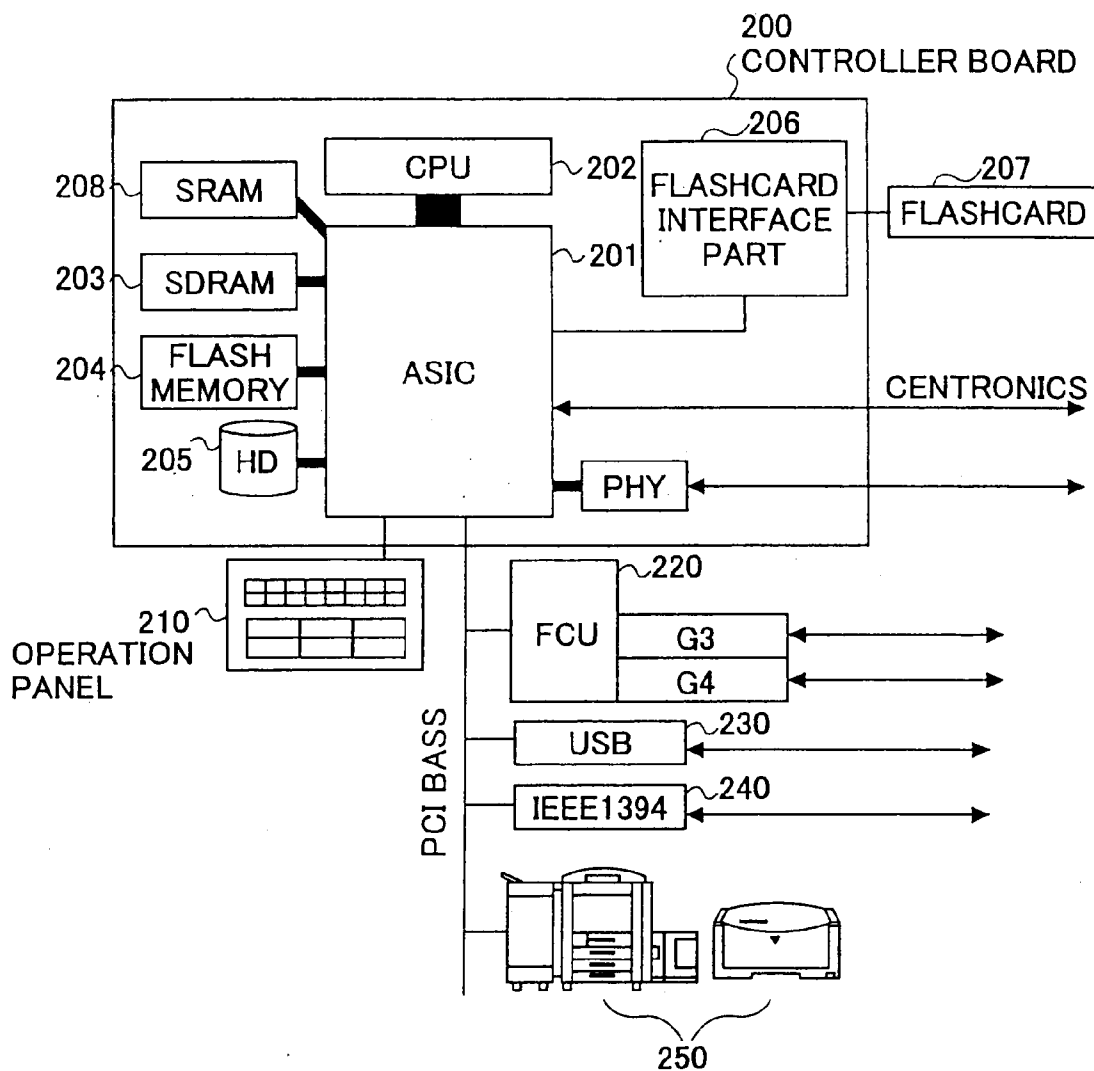 200
CONTROLLER BOARD
206
CPU
202
208
SRAM
FLASHCARD
INTERFACE
PART
207
FLASHCARD
201
203
SDRAM
204
FLASH
MEMORY
ASIC
CENTRONICS
205
HD
PHY
210
OPERATION
PANEL
220
FCU
G3
G4
PCI BASS
230
USB
240
IEEE1394
250